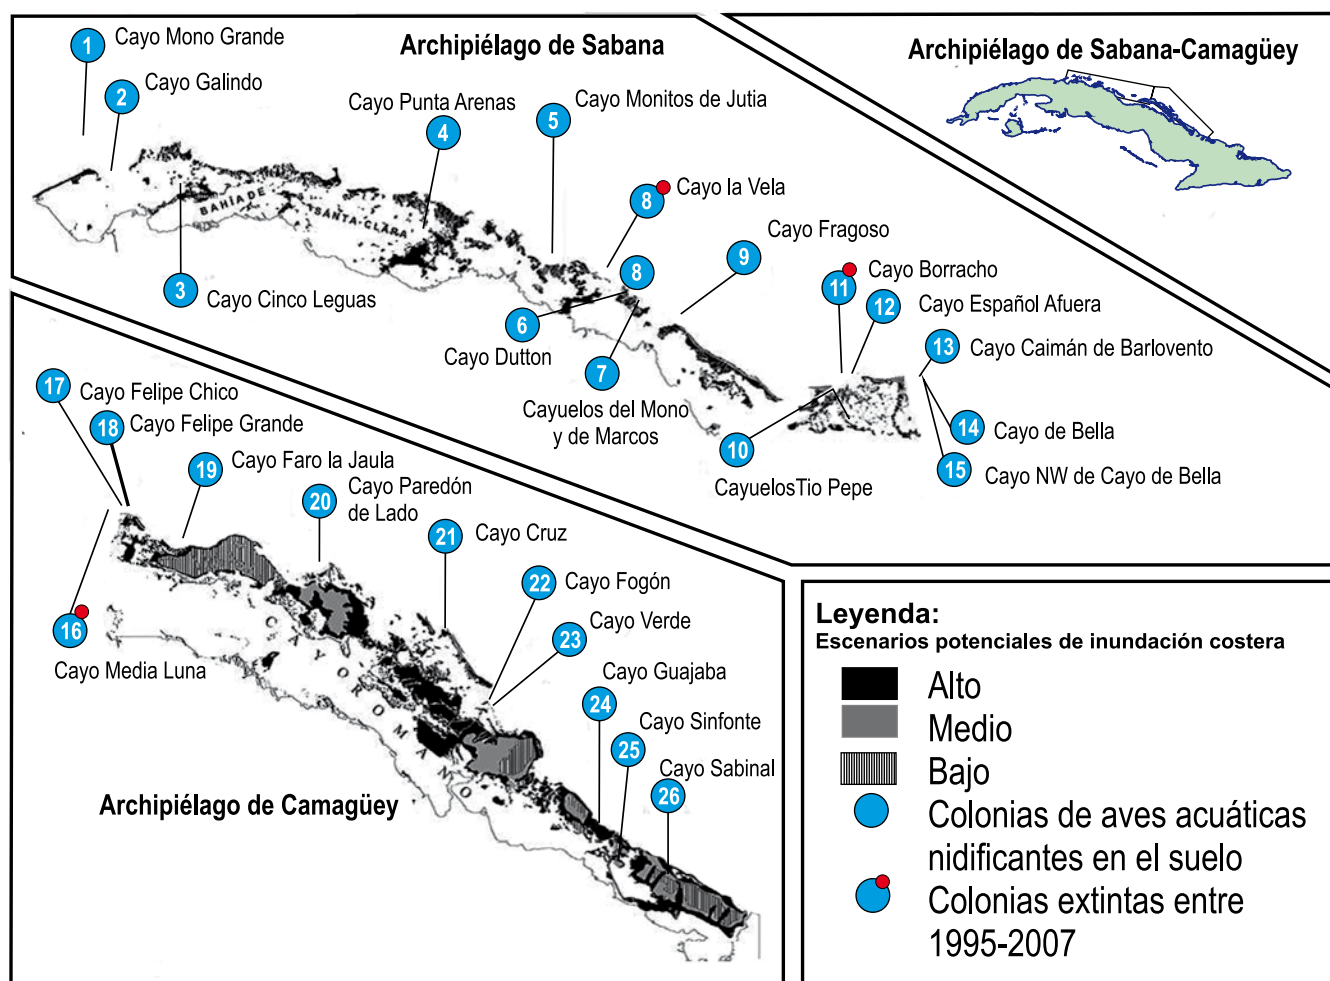 Archipiélago de Sabana
1
Cayo Mono Grande
2
Cayo Galindo
3
Cayo Cinco Leguas
BAHÍA DE SANTA CLARA
Cayo Punta Arenas
4
5
Cayo Monitos de Jutia
8
Cayo la Vela
8
6
Cayo Dutton
7
Cayuelos del Mono
y de Marcos
Cayo Fragoso
9
10
CayuelosTio Pepe
Cayo Borracho
11
12
Cayo Español Afuera
13
Cayo Caimán de Barlovento
14
Cayo de Bella
15
Cayo NW de Cayo de Bella
Archipiélago de Sabana-Camagüey
17
Cayo Felipe Chico
18
Cayo Felipe Grande
19
Cayo Faro la Jaula
20
Cayo Paredón
de Lado
21
Cayo Cruz
22
Cayo Fogón
23
Cayo Verde
Cayo Guajaba
24
Cayo Sinfonte
25
Cayo Sabinal
26
16
Cayo Media Luna
CAYO ROMANO
Archipiélago de Camagüey
Leyenda:
Escenarios potenciales de inundación costera
Alto
Medio
Bajo
Colonias de aves acuáticas
nidificantes en el suelo
Colonias extintas entre
1995-2007